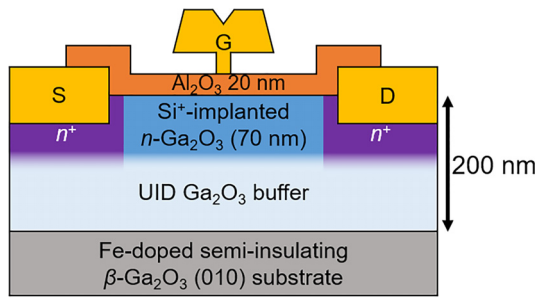 G
Al₂O₃ 20 nm
S
D
Si⁺-implanted
n-Ga₂O₃ (70 nm)
n⁺
n⁺
200 nm
UID Ga₂O₃ buffer
Fe-doped semi-insulating
β-Ga₂O₃ (010) substrate